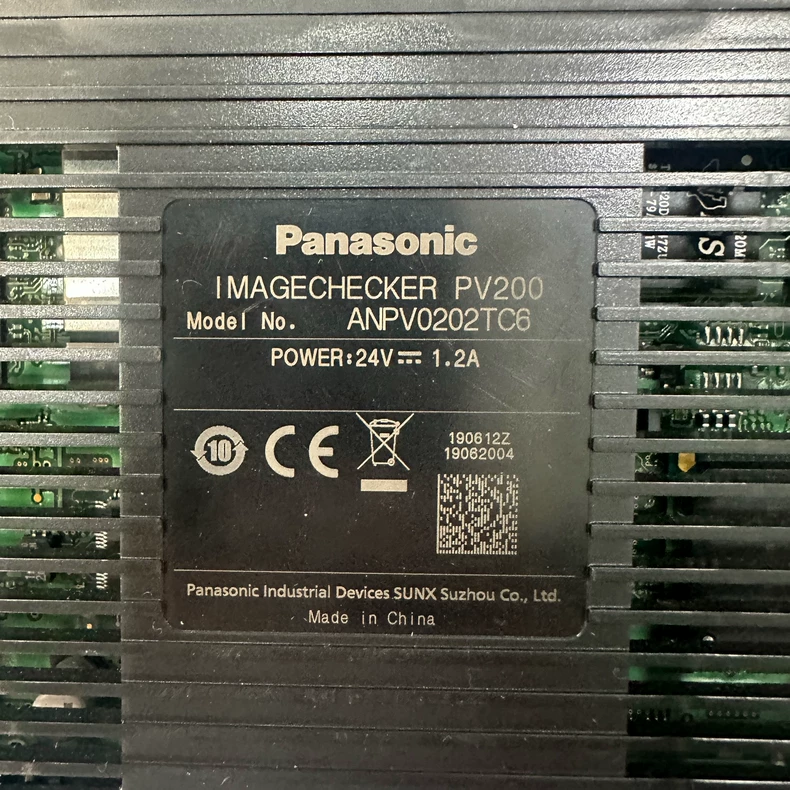 Panasonic
IMAGECHECKER PV200
Model No. ANPV0202TC6
POWER:24V⎓ 1.2A
10
CE
190612Z
19062004
Panasonic Industrial Devices SUNX Suzhou Co., Ltd.
Made in China
S
20M